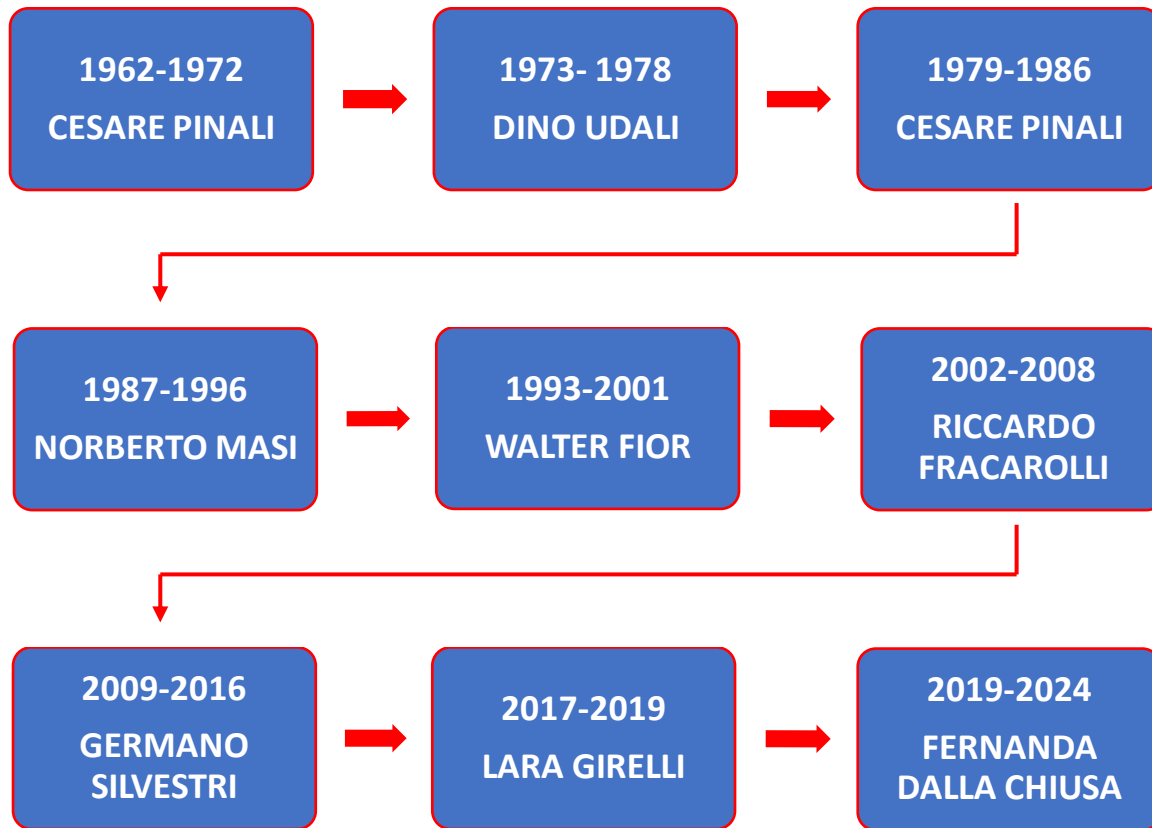 1962-1972
CESARE PINALI
1973- 1978
DINO UDALI
1979-1986
CESARE PINALI
1987-1996
NORBERTO MASI
1993-2001
WALTER FIOR
2002-2008
RICCARDO
FRACAROLLI
2009-2016
GERMANO
SILVESTRI
2017-2019
LARA GIRELLI
2019-2024
FERNANDA
DALLA CHIUSA